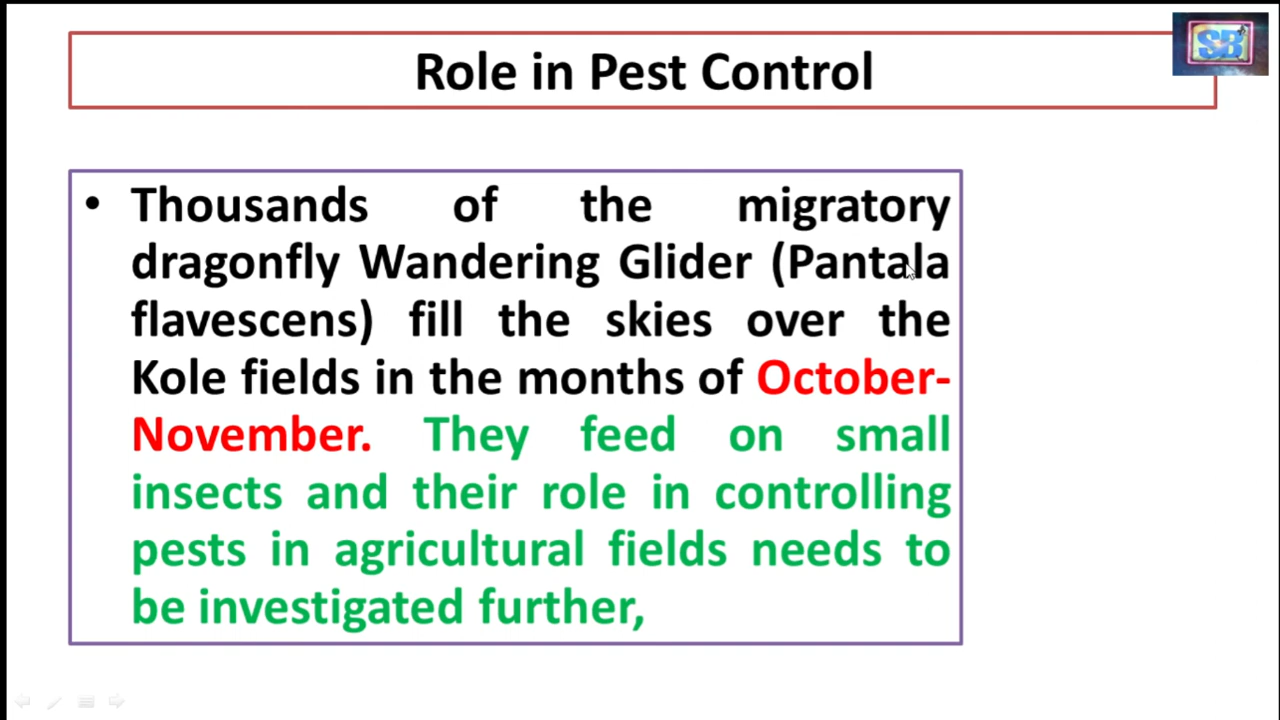 SB
Role in Pest Control
• Thousands of the migratory
dragonfly Wandering Glider (Pantala
flavescens) fill the skies over the
Kole fields in the months of October-
November. They feed on small
insects and their role in controlling
pests in agricultural fields needs to
be investigated further,